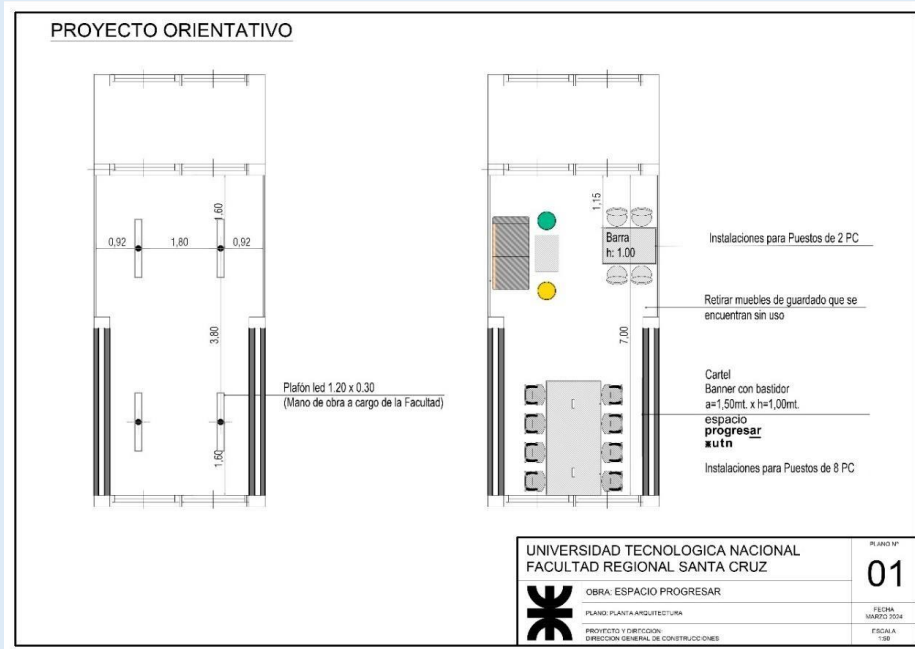 PROYECTO ORIENTATIVO
1,60
0,92
1,80
0,92
3,80
Plafón led 1.20 x 0.30
(Mano de obra a cargo de la Facultad)
1,60
1,15
Barra
h: 1.00
Instalaciones para Puestos de 2 PC
Retirar muebles de guardado que se
encuentran sin uso
7,00
Cartel
Banner con bastidor
a=1,50mt. x h=1,00mt.
espacio
progresar
utn
Instalaciones para Puestos de 8 PC
UNIVERSIDAD TECNOLOGICA NACIONAL
FACULTAD REGIONAL SANTA CRUZ
OBRA: ESPACIO PROGRESAR
PLANO: PLANTA ARQUITECTURA
PROYECTO Y DIRECCION:
DIRECCION GENERAL DE CONSTRUCCIONES
PLANO Nº
01
FECHA
MARZO 2024
ESCALA
1:50